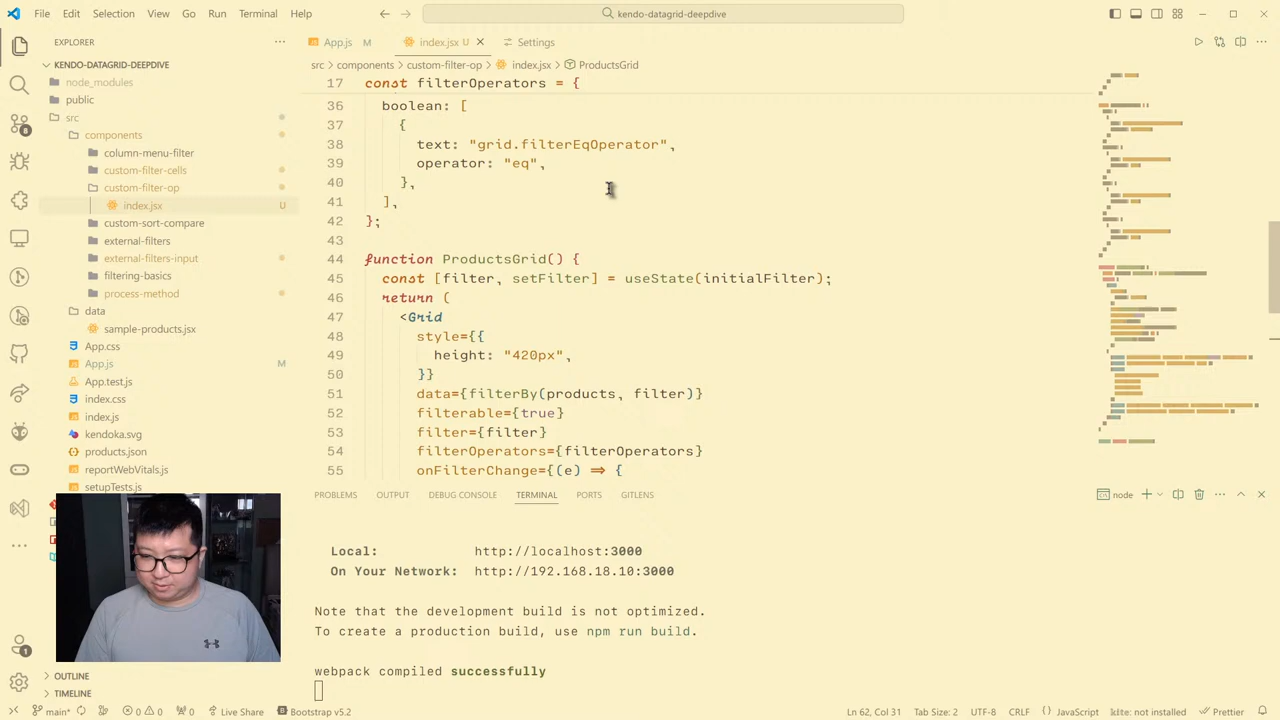 File Edit Selection View Go Run Terminal Help
kendo-datagrid-deepdive
EXPLORER
KENDO-DATAGRID-DEEPDIVE
node_modules
public
src
components
column-menu-filter
custom-filter-cells
custom-filter-op
index.jsx U
custom-sort-compare
external-filters
external-filters-input
filtering-basics
process-method
data
sample-products.jsx
App.css
App.js M
App.test.js
index.css
index.js
kendoka.svg
products.json
reportWebVitals.js
setupTests.js
OUTLINE
TIMELINE
App.js M index.jsx U Settings
src > components > custom-filter-op > index.jsx > ProductsGrid
17 const filterOperators = {
36 boolean: [
37 {
38 text: "grid.filterEqOperator",
39 operator: "eq",
40 },
41 ],
42 };
43
44 function ProductsGrid() {
45 const [filter, setFilter] = useState(initialFilter);
46 return (
47 <Grid
48 style={{
49 height: "420px",
50 }}
51 data={filterBy(products, filter)}
52 filterable={true}
53 filter={filter}
54 filterOperators={filterOperators}
55 onFilterChange={(e) ⇒ {
PROBLEMS OUTPUT DEBUG CONSOLE TERMINAL PORTS GITLENS
node
Local: http://localhost:3000
On Your Network: http://192.168.18.10:3000
Note that the development build is not optimized.
To create a production build, use npm run build.
webpack compiled successfully
8
1
main* 0 0 0 Live Share Bootstrap v5.2 Ln 62, Col 31 Tab Size: 2 UTF-8 CRLF JavaScript kite: not installed Prettier